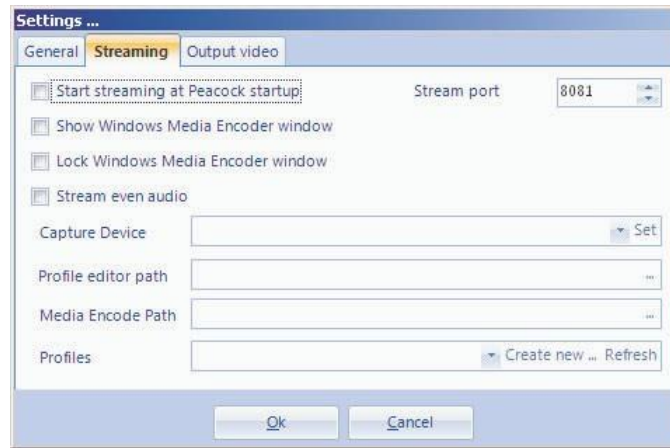 Settings ...
General Streaming Output video
Start streaming at Peacock startup Stream port 8081
Show Windows Media Encoder window
Lock Windows Media Encoder window
Stream even audio
Capture Device Set
Profile editor path ...
Media Encode Path ...
Profiles Create new ... Refresh
Ok Cancel